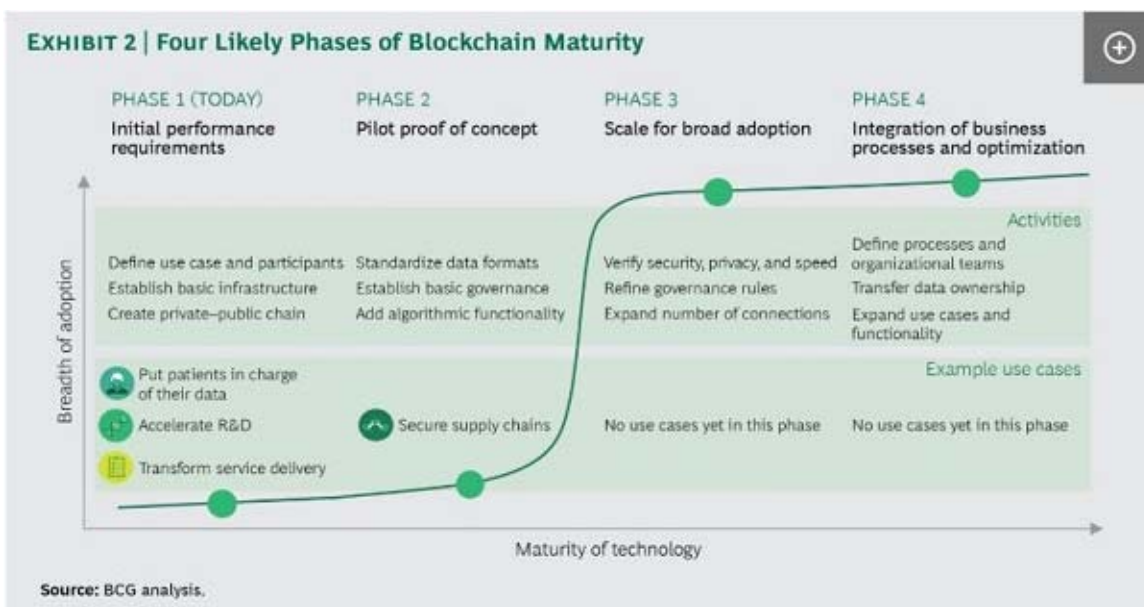 EXHIBIT 2 | Four Likely Phases of Blockchain Maturity
PHASE 1 (TODAY)
Initial performance
requirements
PHASE 2
Pilot proof of concept
PHASE 3
Scale for broad adoption
PHASE 4
Integration of business
processes and optimization
Breadth of adoption
Activities
Define use case and participants
Establish basic infrastructure
Create private–public chain
Standardize data formats
Establish basic governance
Add algorithmic functionality
Verify security, privacy, and speed
Refine governance rules
Expand number of connections
Define processes and
organizational teams
Transfer data ownership
Expand use cases and
functionality
Example use cases
Put patients in charge
of their data
Accelerate R&D
Transform service delivery
Secure supply chains
No use cases yet in this phase
No use cases yet in this phase
Maturity of technology
Source: BCG analysis.